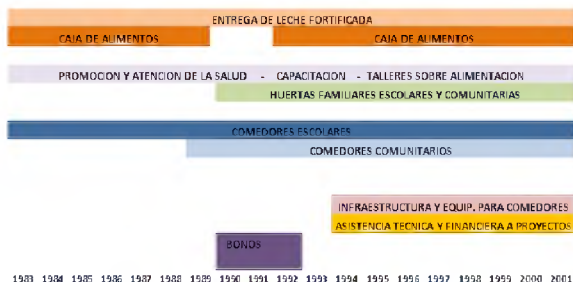 ENTREGA DE LECHE FORTIFICADA
CAJA DE ALIMENTOS CAJA DE ALIMENTOS
PROMOCION Y ATENCION DE LA SALUD - CAPACITACION - TALLERES SOBRE ALIMENTACION
HUERTAS FAMILIARES ESCOLARES Y COMUNITARIAS
COMEDORES ESCOLARES
COMEDORES COMUNITARIOS
INFRAESTRUCTURA Y EQUIP. PARA COMEDORES
ASISTENCIA TECNICA Y FINANCIERA A PROYECTOS
BONOS
1983 1984 1985 1986 1987 1988 1989 1990 1991 1992 1993 1994 1995 1996 1997 1998 1999 2000 2001